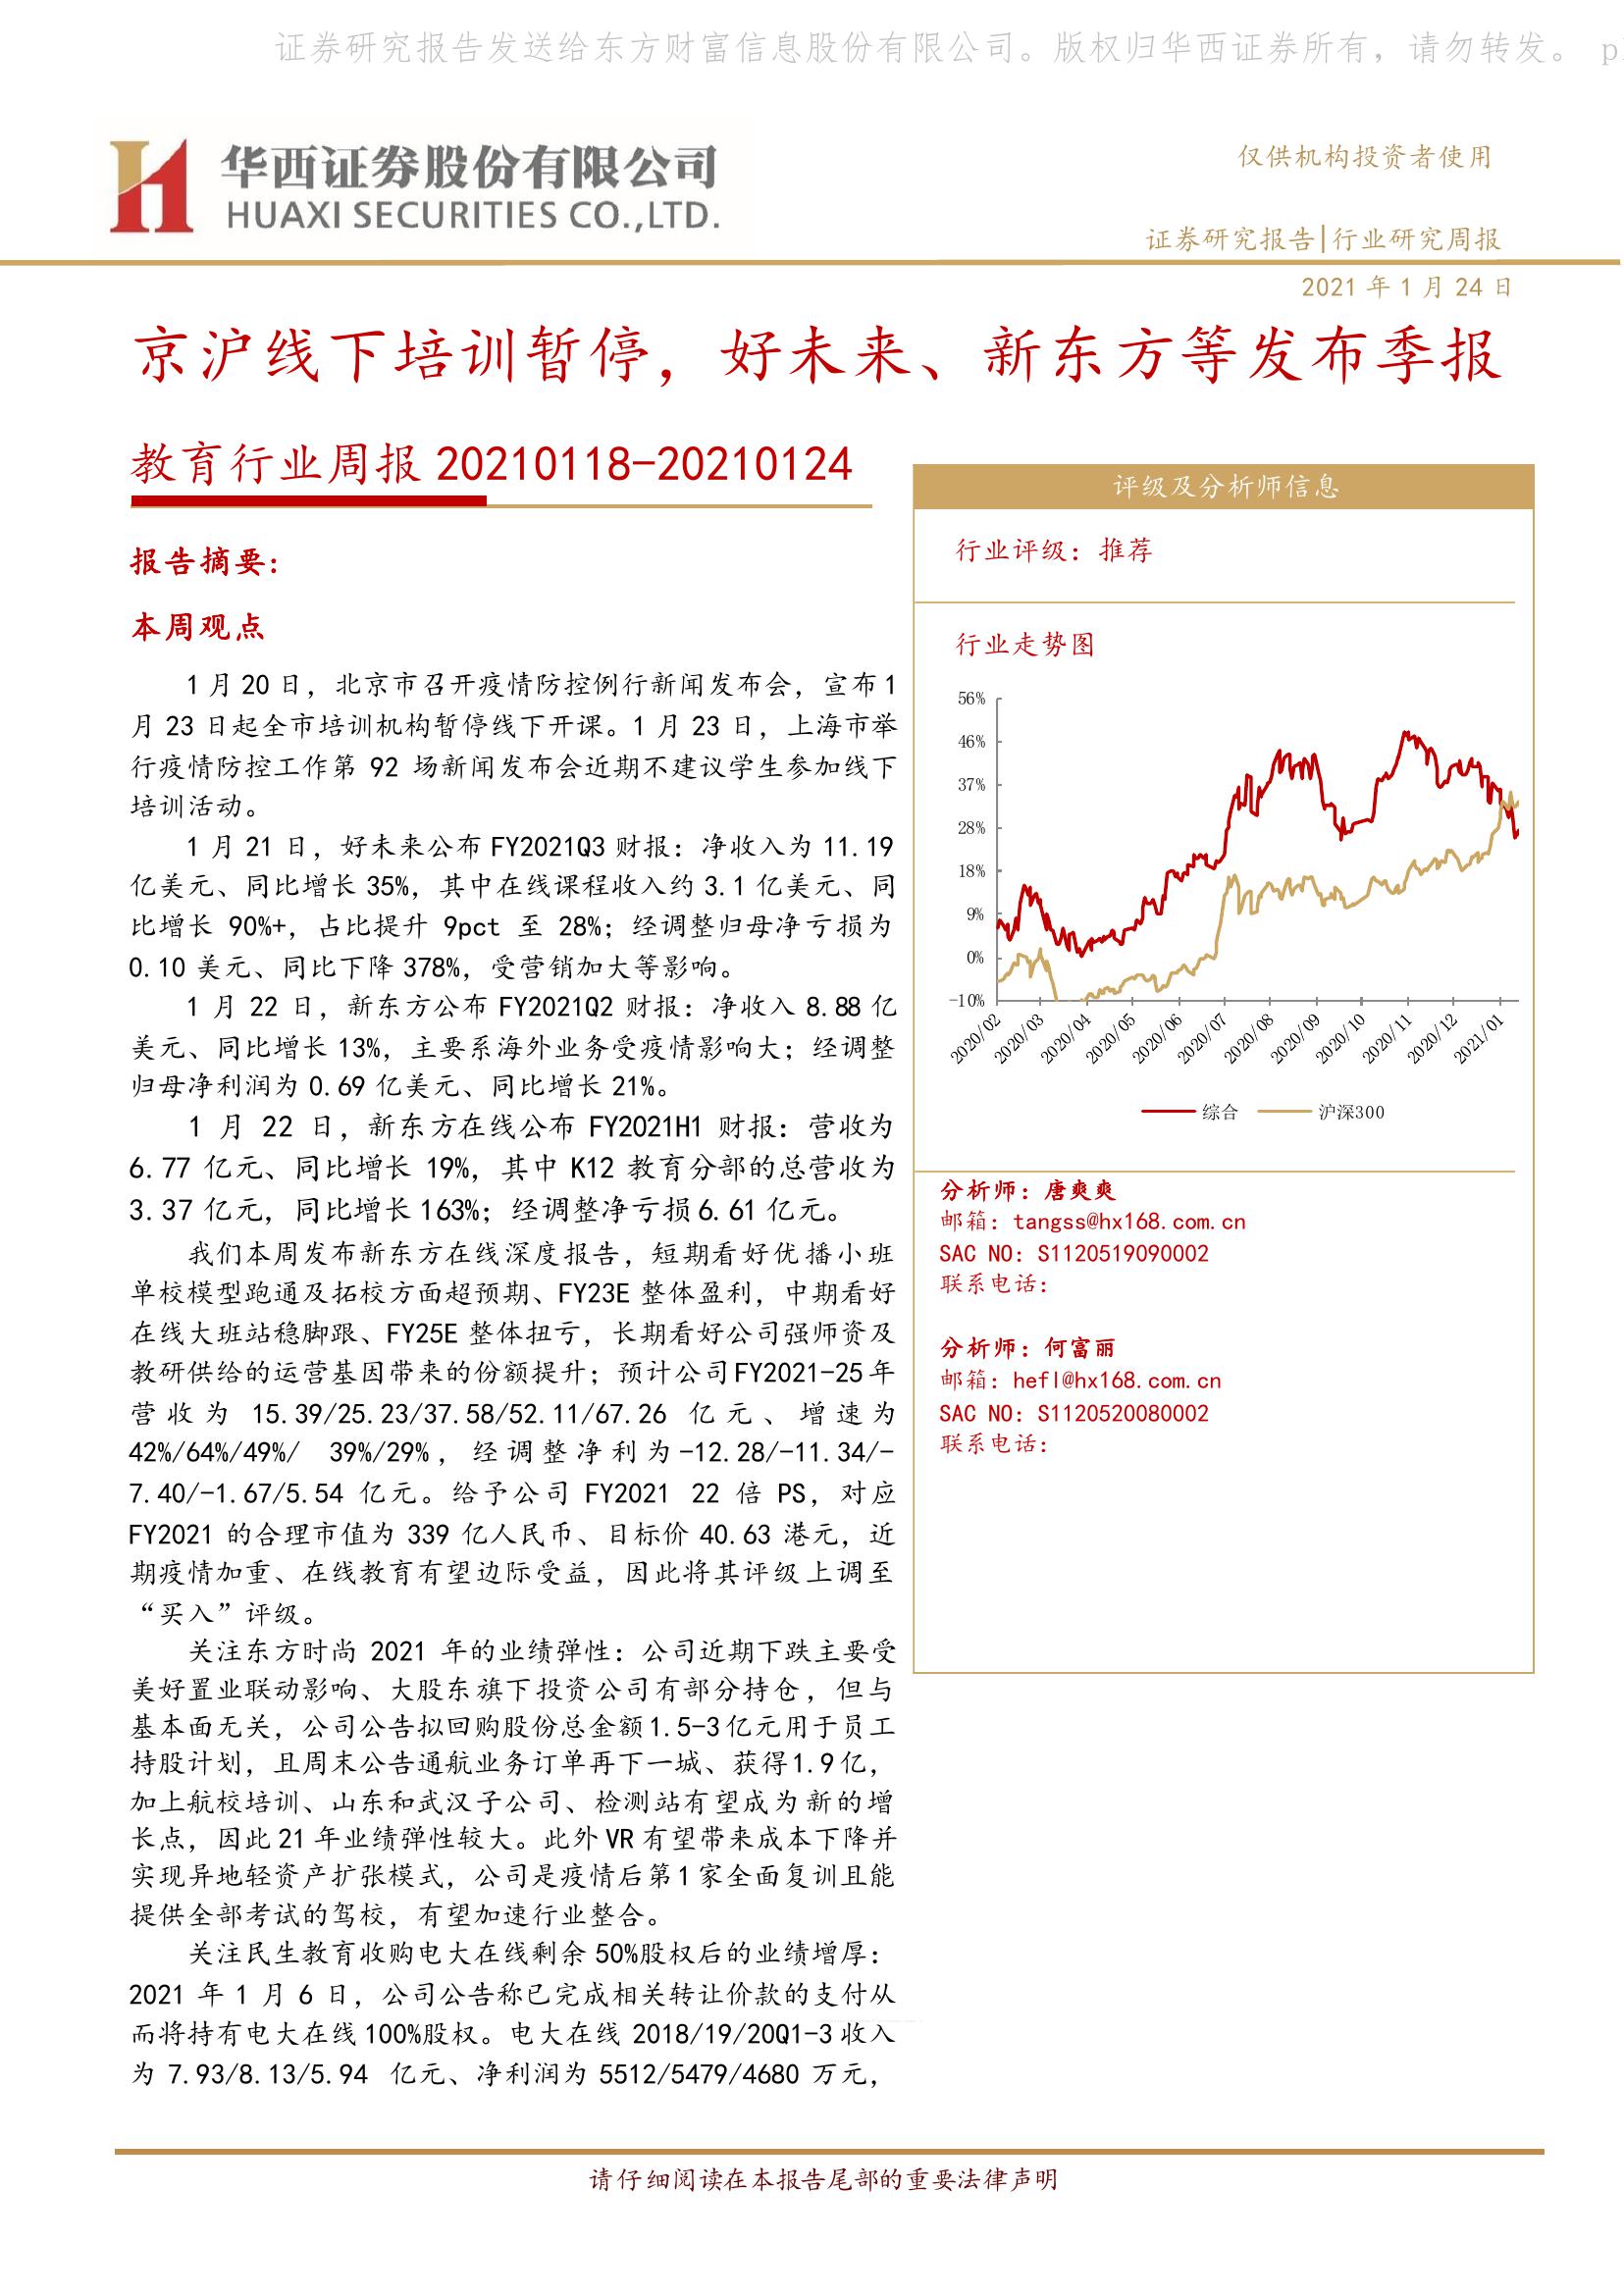 证券研究报告发送给东方财富信息股份有限公司。版权归华西证券所有，请勿转发。 p
华西证券股份有限公司
HUAXI SECURITIES CO.,LTD.
仅供机构投资者使用
证券研究报告|行业研究周报
2021 年 1 月 24 日
京沪线下培训暂停，好未来、新东方等发布季报
教育行业周报 20210118-20210124
报告摘要:
本周观点
1 月 20 日，北京市召开疫情防控例行新闻发布会，宣布 1
月 23 日起全市培训机构暂停线下开课。1 月 23 日，上海市举
行疫情防控工作第 92 场新闻发布会近期不建议学生参加线下
培训活动。
1 月 21 日，好未来公布 FY2021Q3 财报：净收入为 11.19
亿美元、同比增长 35%，其中在线课程收入约 3.1 亿美元、同
比增长 90%+，占比提升 9pct 至 28%；经调整归母净亏损为
0.10 美元、同比下降 378%，受营销加大等影响。
1 月 22 日，新东方公布 FY2021Q2 财报：净收入 8.88 亿
美元、同比增长 13%，主要系海外业务受疫情影响大；经调整
归母净利润为 0.69 亿美元、同比增长 21%。
1 月 22 日，新东方在线公布 FY2021H1 财报：营收为
6.77 亿元、同比增长 19%，其中 K12 教育分部的总营收为
3.37 亿元，同比增长 163%；经调整净亏损 6.61 亿元。
我们本周发布新东方在线深度报告，短期看好优播小班
单校模型跑通及拓校方面超预期、FY23E 整体盈利，中期看好
在线大班站稳脚跟、FY25E 整体扭亏，长期看好公司强师资及
教研供给的运营基因带来的份额提升；预计公司 FY2021-25 年
营收为 15.39/25.23/37.58/52.11/67.26 亿元、增速为
42%/64%/49%/ 39%/29%，经调整净利为-12.28/-11.34/-
7.40/-1.67/5.54 亿元。给予公司 FY2021 22 倍 PS，对应
FY2021 的合理市值为 339 亿人民币、目标价 40.63 港元，近
期疫情加重、在线教育有望边际受益，因此将其评级上调至
“买入”评级。
关注东方时尚 2021 年的业绩弹性：公司近期下跌主要受
美好置业联动影响、大股东旗下投资公司有部分持仓，但与
基本面无关，公司公告拟回购股份总金额 1.5-3 亿元用于员工
持股计划，且周末公告通航业务订单再下一城、获得 1.9 亿，
加上航校培训、山东和武汉子公司、检测站有望成为新的增
长点，因此 21 年业绩弹性较大。此外 VR 有望带来成本下降并
实现异地轻资产扩张模式，公司是疫情后第 1 家全面复训且能
提供全部考试的驾校，有望加速行业整合。
关注民生教育收购电大在线剩余 50%股权后的业绩增厚：
2021 年 1 月 6 日，公司公告称已完成相关转让价款的支付从
而将持有电大在线 100%股权。电大在线 2018/19/20Q1-3 收入
为 7.93/8.13/5.94 亿元、净利润为 5512/5479/4680 万元，
评级及分析师信息
行业评级：推荐
行业走势图
56%
46%
37%
28%
18%
9%
0%
-10%
2020/02
2020/03
2020/04
2020/05
2020/06
2020/07
2020/08
2020/09
2020/10
2020/11
2020/12
2021/01
综合
沪深300
分析师：唐爽爽
邮箱：tangss@hx168.com.cn
SAC NO：S1120519090002
联系电话：
分析师：何富丽
邮箱：hefl@hx168.com.cn
SAC NO：S1120520080002
联系电话：
请仔细阅读在本报告尾部的重要法律声明